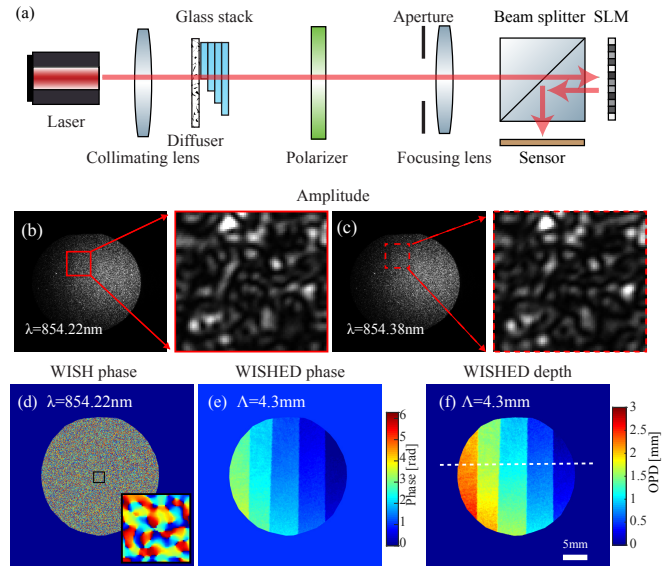 (a)
Glass stack
Aperture
Beam splitter
SLM
Laser
Diffuser
Collimating lens
Polarizer
Focusing lens
Sensor
Amplitude
(b)
λ=854.22nm
(c)
λ=854.38nm
WISH phase
WISHED phase
WISHED depth
(d) λ=854.22nm
(e) Λ=4.3mm
6
5
4
3
2
1
0
Phase [rad]
(f) Λ=4.3mm
3
2.5
2
1.5
1
0.5
0
OPD [mm]
5mm